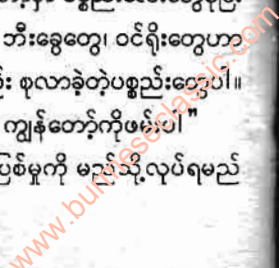 ဘီးခွေတွေ၊ ဝင်ရိုးတွေဟာ
စုလာခဲ့တဲ့ပစ္စည်းတွေပါ။
ကျွန်တော့်ကိုဖမ်းပါ"
ပြစ်မှုကို မည်သို့လုပ်ရမည်
www.burmeseclassic.com